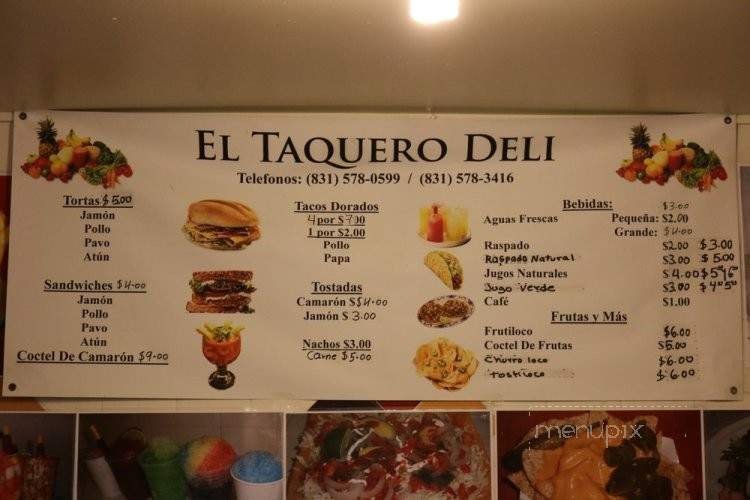 EL TAQUERO DELI
Telefonos: (831) 578-0599 / (831) 578-3416
Tortas $5.00
Jamón
Pollo
Pavo
Atún
Sandwiches $4.00
Jamón
Pollo
Pavo
Atún
Coctel De Camarón $9.00
Tacos Dorados
4 por $7.00
1 por $2.00
Pollo
Papa
Tostadas
Camarón $$4.00
Jamón $ 3.00
Nachos $3.00
Carne $5.00
Bebidas:
$3.00
Aguas Frescas Pequeña: $2.00
Grande: $4.00
Raspado $2.00 $3.00
Raspado Natural $3.00 $5.00
Jugos Naturales $4.00 $5
Jugo Verde $3.00 $4
Café $1.00
Frutas y Más
Frutiloco $6.00
Coctel De Frutas $5.00
Churro loco $6.00
Tostiloco $6.00
menupix